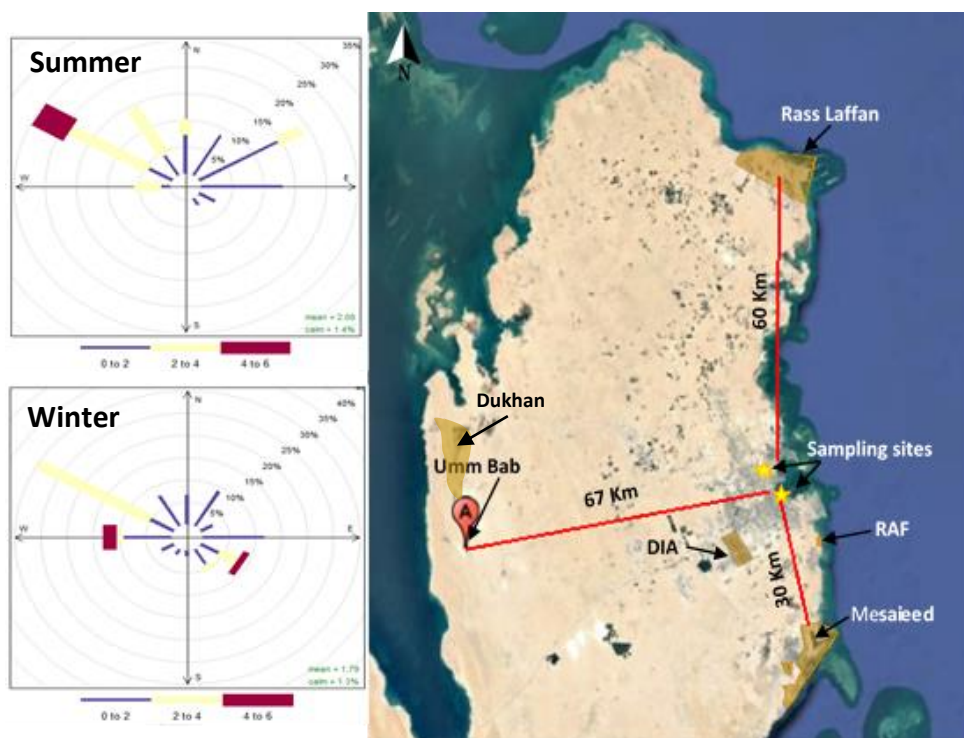 Summer
N
35%
30%
25%
20%
15%
10%
5%
W
E
S
mean = 2.08
calm = 1.4%
0 to 2
2 to 4
4 to 6
Winter
N
40%
35%
30%
25%
20%
15%
10%
5%
W
E
S
mean = 1.79
calm = 1.3%
0 to 2
2 to 4
4 to 6
N
Rass Laffan
60 Km
Dukhan
Umm Bab
A
Sampling sites
67 Km
DIA
RAF
30 Km
Mesaieed